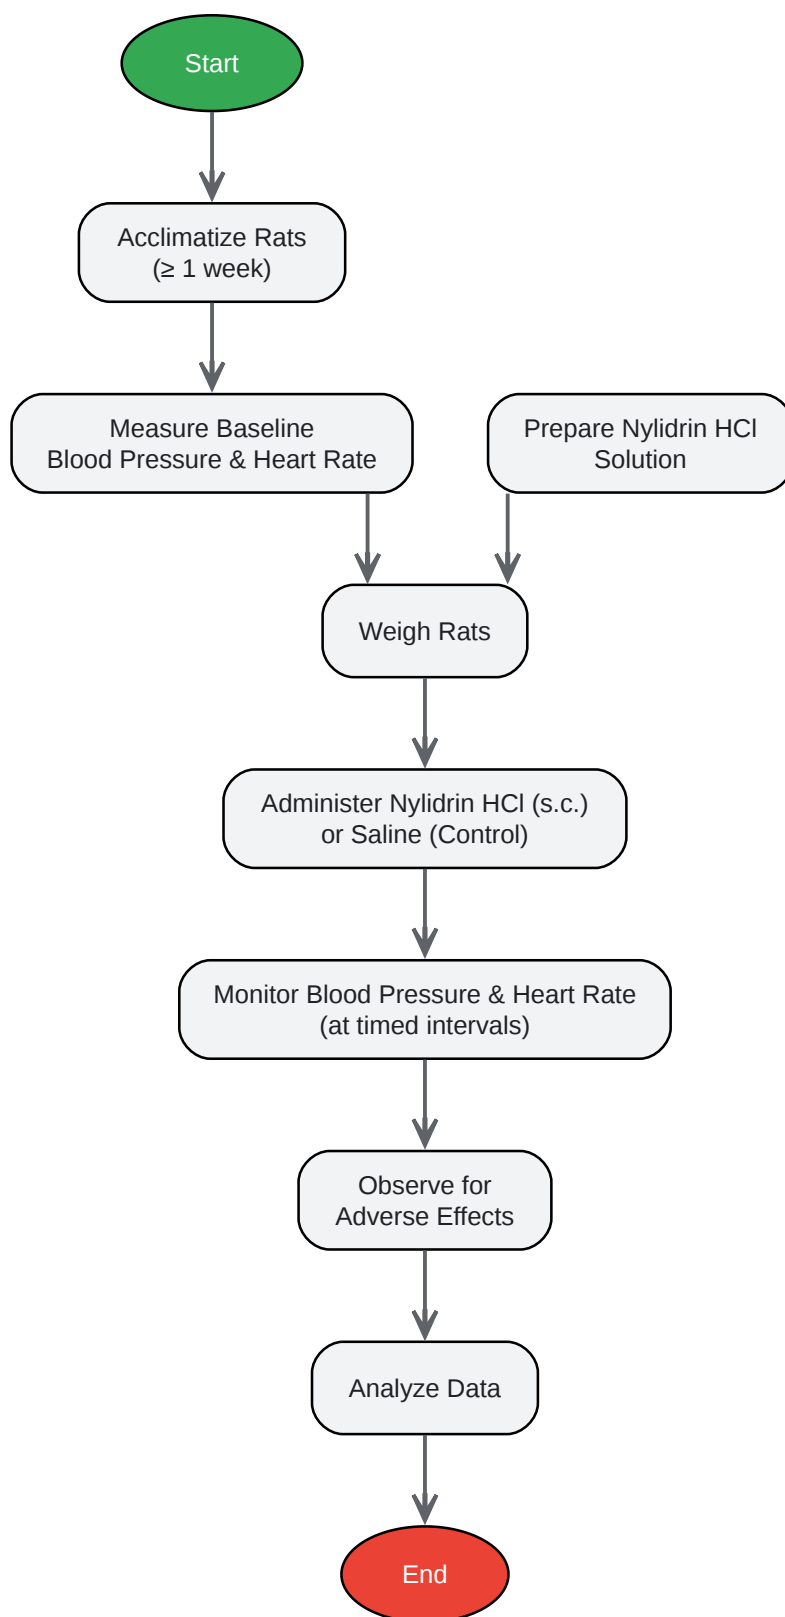 Start
Acclimatize Rats
(≥ 1 week)
Measure Baseline
Blood Pressure & Heart Rate
Prepare Nylidrin HCl
Solution
Weigh Rats
Administer Nylidrin HCl (s.c.)
or Saline (Control)
Monitor Blood Pressure & Heart Rate
(at timed intervals)
Observe for
Adverse Effects
Analyze Data
End